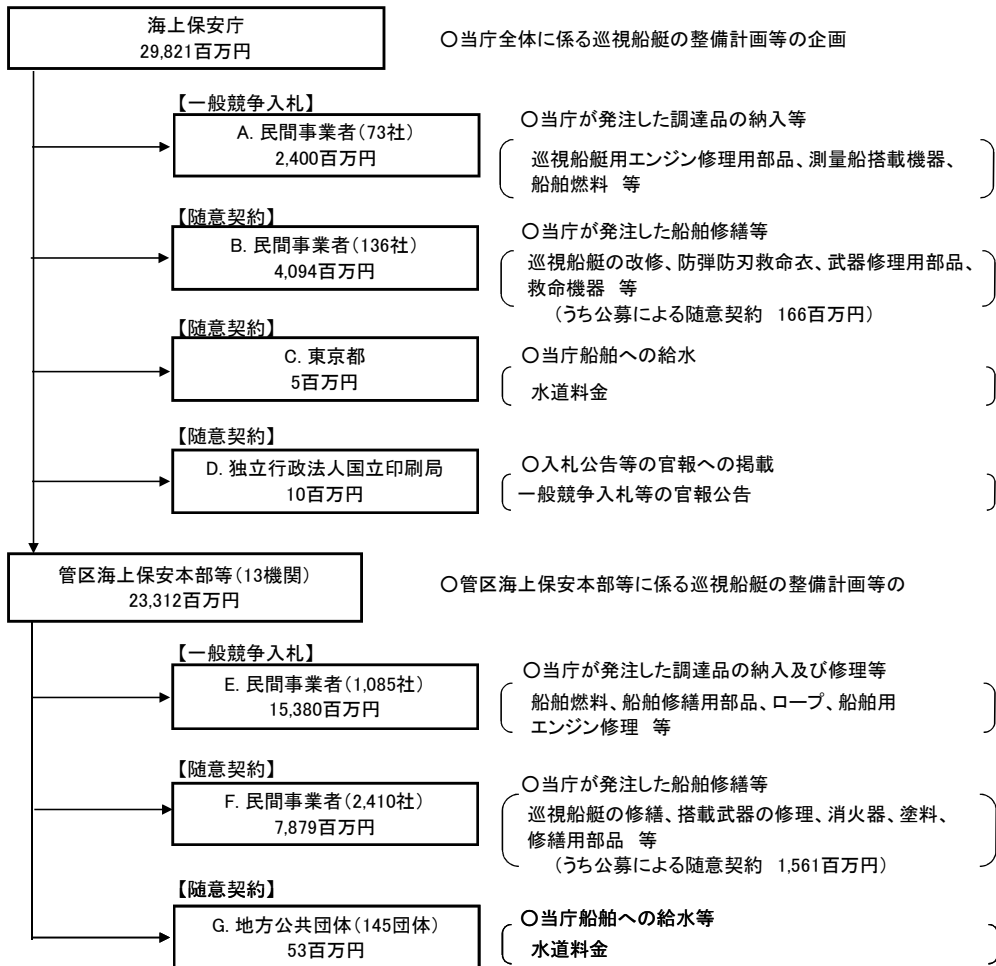 海上保安庁
29,821百万円
○当庁全体に係る巡視船艇の整備計画等の企画
【一般競争入札】
A. 民間事業者(73社)
2,400百万円
○当庁が発注した調達品の納入等
巡視船艇用エンジン修理用部品、測量船搭載機器、
船舶燃料 等
【随意契約】
B. 民間事業者(136社)
4,094百万円
○当庁が発注した船舶修繕等
巡視船艇の改修、防弾防刃救命衣、武器修理用部品、
救命機器 等
(うち公募による随意契約 166百万円)
【随意契約】
C. 東京都
5百万円
○当庁船舶への給水
水道料金
【随意契約】
D. 独立行政法人国立印刷局
10百万円
○入札公告等の官報への掲載
一般競争入札等の官報公告
管区海上保安本部等(13機関)
23,312百万円
○管区海上保安本部等に係る巡視船艇の整備計画等の
【一般競争入札】
E. 民間事業者(1,085社)
15,380百万円
○当庁が発注した調達品の納入及び修理等
船舶燃料、船舶修繕用部品、ロープ、船舶用
エンジン修理 等
【随意契約】
F. 民間事業者(2,410社)
7,879百万円
○当庁が発注した船舶修繕等
巡視船艇の修繕、搭載武器の修理、消火器、塗料、
修繕用部品 等
(うち公募による随意契約 1,561百万円)
【随意契約】
G. 地方公共団体(145団体)
53百万円
○当庁船舶への給水等
水道料金